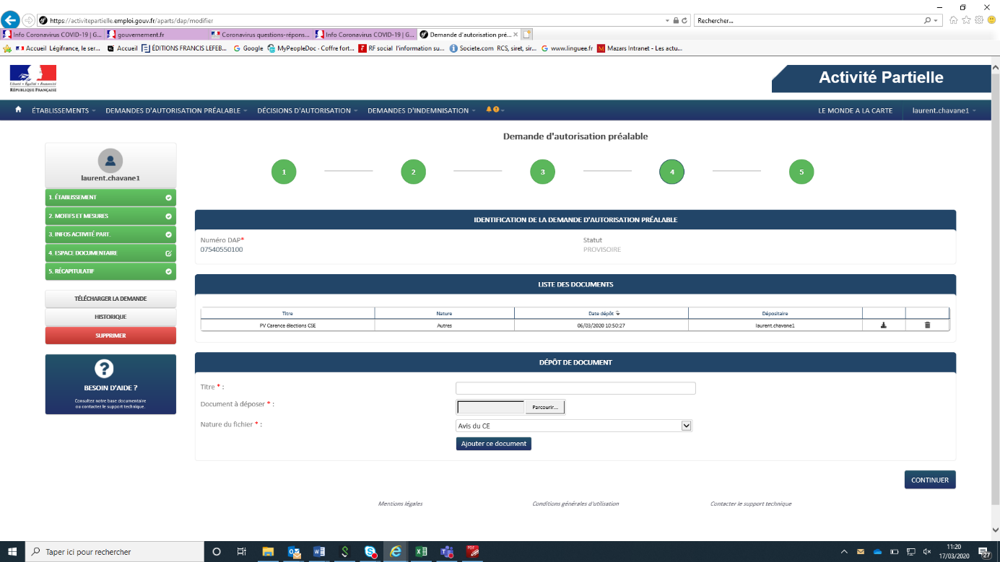 https://activitepartielle.emploi.gouv.fr/aparts/dap/modifier
Rechercher...
Info Coronavirus COVID-19 | G... gouvernement.fr Coronavirus questions-répons... Info Coronavirus COVID-19 | G... Demande d'autorisation pré...
Accueil Légifrance, le ser... Accueil ÉDITIONS FRANCIS LEFEB... Google MyPeopleDoc · Coffre fort... RF social l'information su... Societe.com RCS, siret, sir... www.linguee.fr Mazars Intranet - Les actu...
Liberté • Égalité • Fraternité
RÉPUBLIQUE FRANÇAISE
Activité Partielle
ÉTABLISSEMENTS DEMANDES D'AUTORISATION PRÉALABLE DÉCISIONS D'AUTORISATION DEMANDES D'INDEMNISATION LE MONDE A LA CARTE laurent.chavane1
Demande d'autorisation préalable
1 2 3 4 5
laurent.chavane1
1. ÉTABLISSEMENT
2. MOTIFS ET MESURES
3. INFOS ACTIVITÉ PART.
4. ESPACE DOCUMENTAIRE
5. RÉCAPITULATIF
TÉLÉCHARGER LA DEMANDE
HISTORIQUE
SUPPRIMER
?
BESOIN D'AIDE ?
Consultez notre base documentaire
ou contactez le support technique.
IDENTIFICATION DE LA DEMANDE D'AUTORISATION PRÉALABLE
Numéro DAP* Statut
07540550100 PROVISOIRE
LISTE DES DOCUMENTS
Titre Nature Date dépôt Dépositaire
PV Carence élections CSE Autres 06/03/2020 10:50:27 laurent.chavane1
DÉPÔT DE DOCUMENT
Titre * :
Document à déposer * : Parcourir...
Nature du fichier * : Avis du CE
Ajouter ce document
CONTINUER
Mentions légales Conditions générales d'utilisation Contacter le support technique
Taper ici pour rechercher
11:20
17/03/2020
27